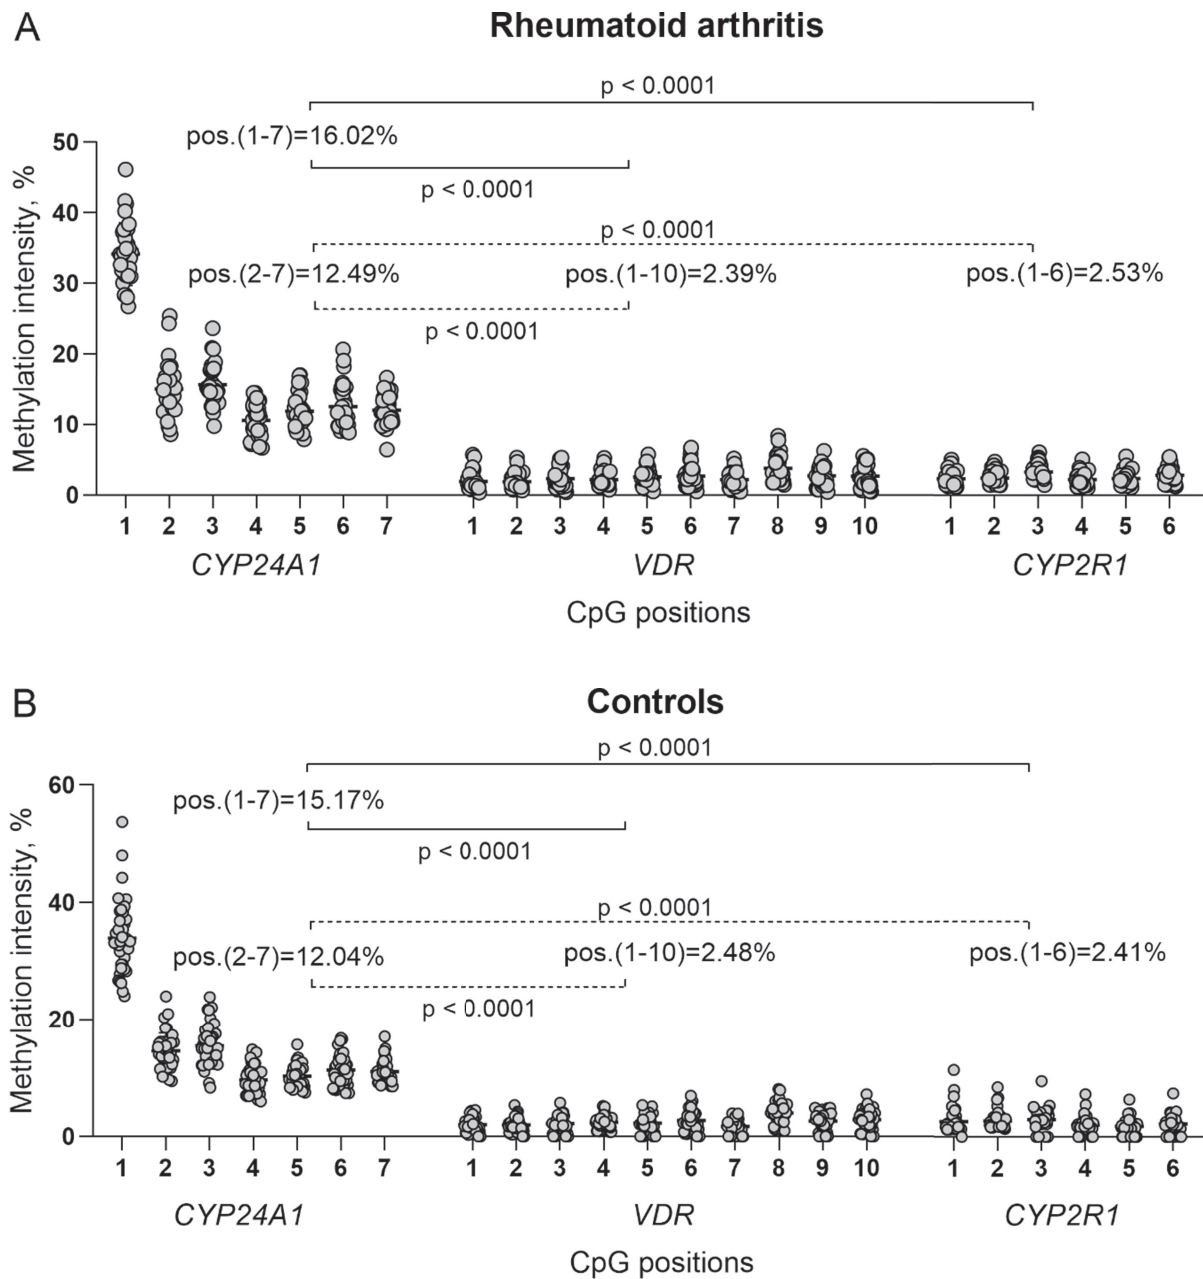 A
Rheumatoid arthritis
p < 0.0001
pos.(1-7)=16.02%
p < 0.0001
p < 0.0001
pos.(2-7)=12.49%
pos.(1-10)=2.39%
pos.(1-6)=2.53%
p < 0.0001
Methylation intensity, %
50
40
30
20
10
0
1 2 3 4 5 6 7 1 2 3 4 5 6 7 8 9 10 1 2 3 4 5 6
CYP24A1 VDR CYP2R1
CpG positions
B
Controls
p < 0.0001
pos.(1-7)=15.17%
p < 0.0001
p < 0.0001
pos.(2-7)=12.04%
pos.(1-10)=2.48%
pos.(1-6)=2.41%
p < 0.0001
Methylation intensity, %
60
40
20
0
1 2 3 4 5 6 7 1 2 3 4 5 6 7 8 9 10 1 2 3 4 5 6
CYP24A1 VDR CYP2R1
CpG positions